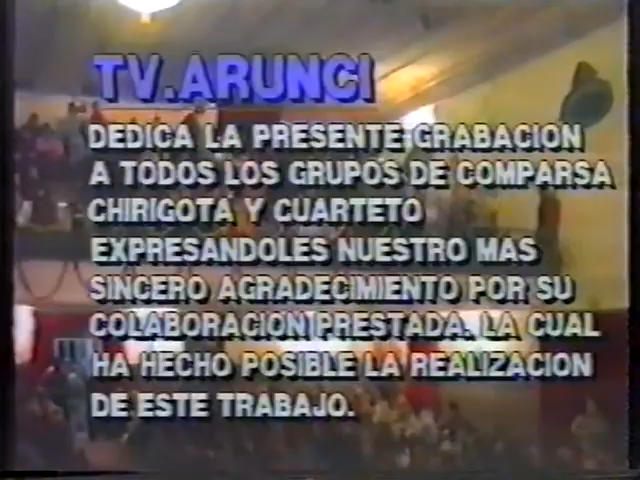 TV.ARUNCI
DEDICA LA PRESENTE GRABACION
A TODOS LOS GRUPOS DE COMPARSA
CHIRIGOTA Y CUARTETO
EXPRESANDOLES NUESTRO MAS
SINCERO AGRADECIMIENTO POR SU
COLABORACION PRESTADA. LA CUAL
HA HECHO POSIBLE LA REALIZACION
DE ESTE TRABAJO.